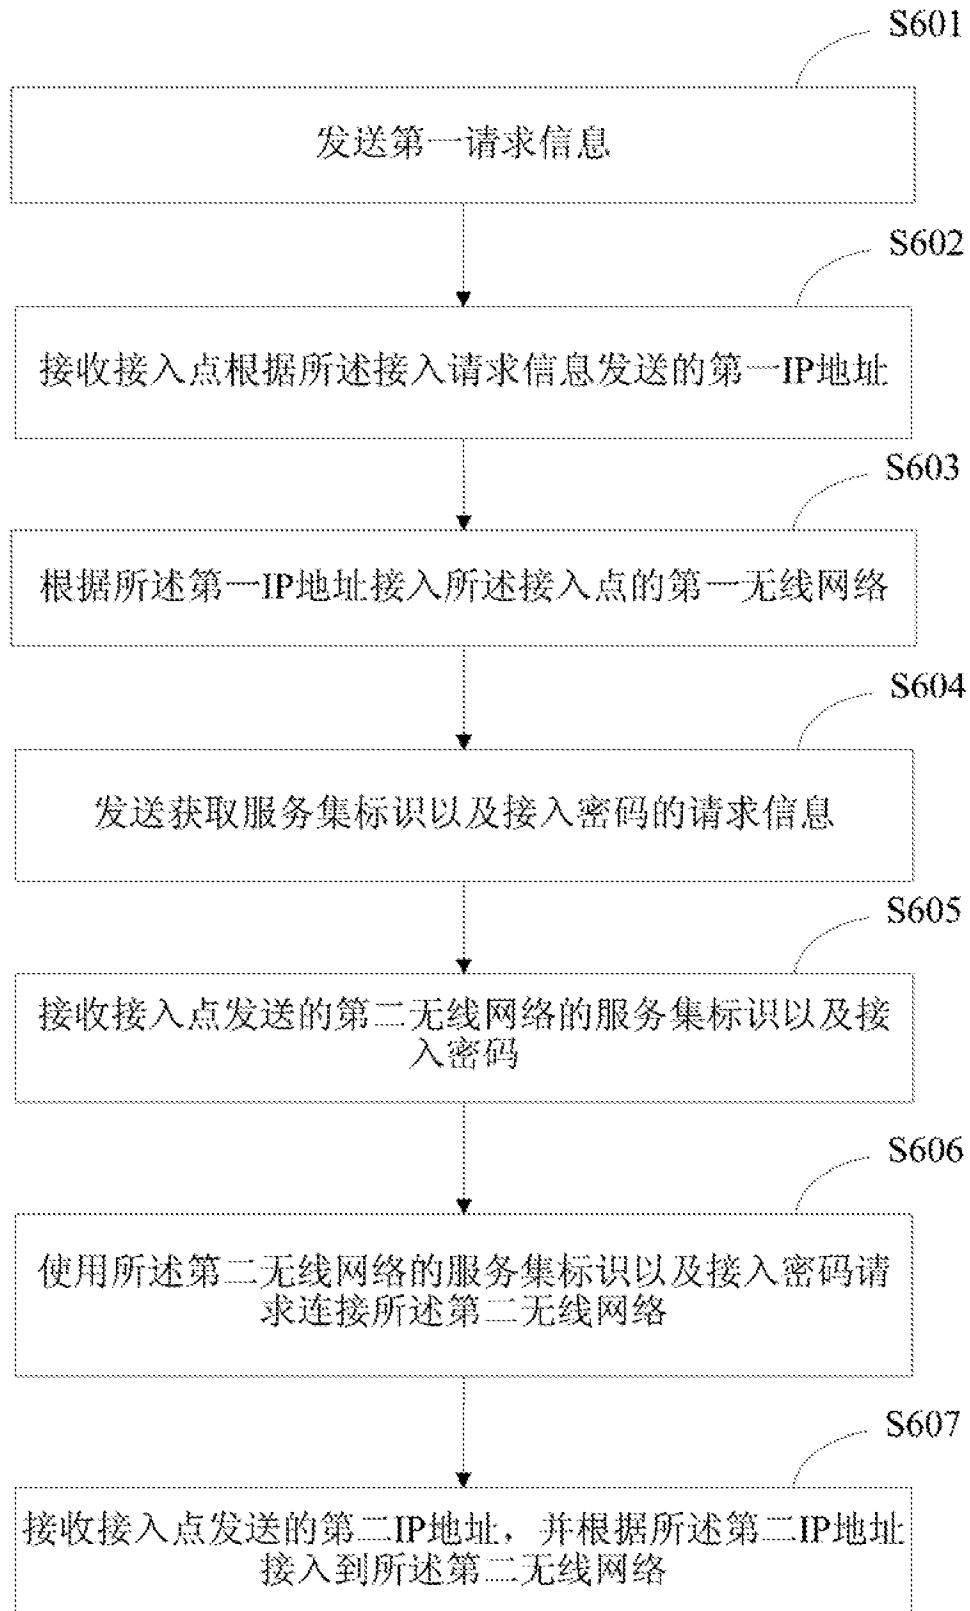 S601
发送第一请求信息
S602
接收接入点根据所述接入请求信息发送的第一IP地址
S603
根据所述第一IP地址接入所述接入点的第一无线网络
S604
发送获取服务集标识以及接入密码的请求信息
S605
接收接入点发送的第二无线网络的服务集标识以及接
入密码
S606
使用所述第二无线网络的服务集标识以及接入密码请
求连接所述第二无线网络
S607
接收接入点发送的第二IP地址，并根据所述第二IP地址
接入到所述第二无线网络